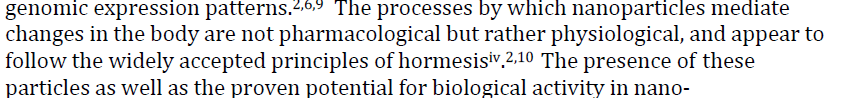 genomic expression patterns.2,6,9 The processes by which nanoparticles mediate
changes in the body are not pharmacological but rather physiological, and appear to
follow the widely accepted principles of hormesisiv.2,10 The presence of these
particles as well as the proven potential for biological activity in nano-